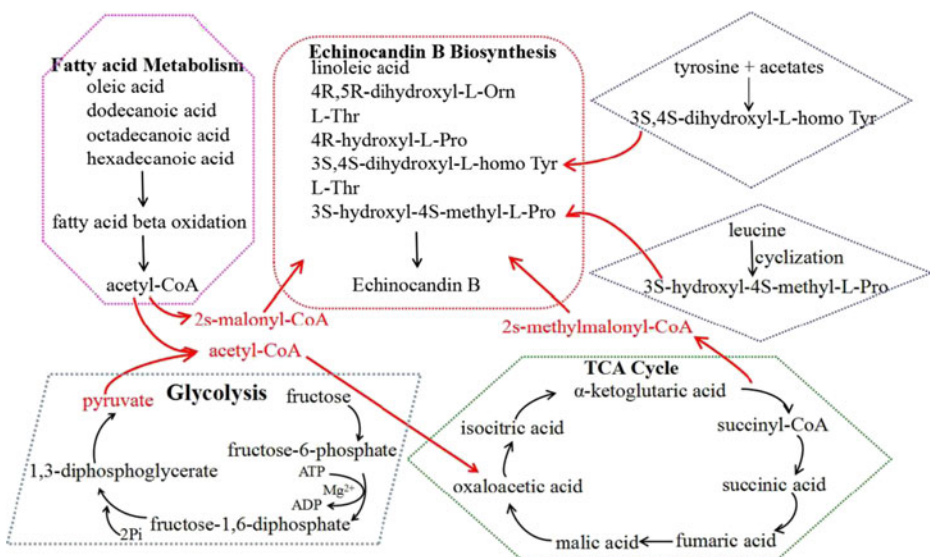 Fatty acid Metabolism
oleic acid
dodecanoic acid
octadecanoic acid
hexadecanoic acid
fatty acid beta oxidation
acetyl-CoA
Echinocandin B Biosynthesis
linoleic acid
4R,5R-dihydroxyl-L-Orn
L-Thr
4R-hydroxyl-L-Pro
3S,4S-dihydroxyl-L-homo Tyr
L-Thr
3S-hydroxyl-4S-methyl-L-Pro
Echinocandin B
tyrosine + acetates
3S,4S-dihydroxyl-L-homo Tyr
leucine
cyclization
3S-hydroxyl-4S-methyl-L-Pro
2s-malonyl-CoA
acetyl-CoA
2s-methylmalonyl-CoA
Glycolysis
pyruvate
fructose
fructose-6-phosphate
ATP
Mg2+
ADP
1,3-diphosphoglycerate
fructose-1,6-diphosphate
2Pi
TCA Cycle
α-ketoglutaric acid
isocitric acid
succinyl-CoA
oxaloacetic acid
succinic acid
malic acid
fumaric acid